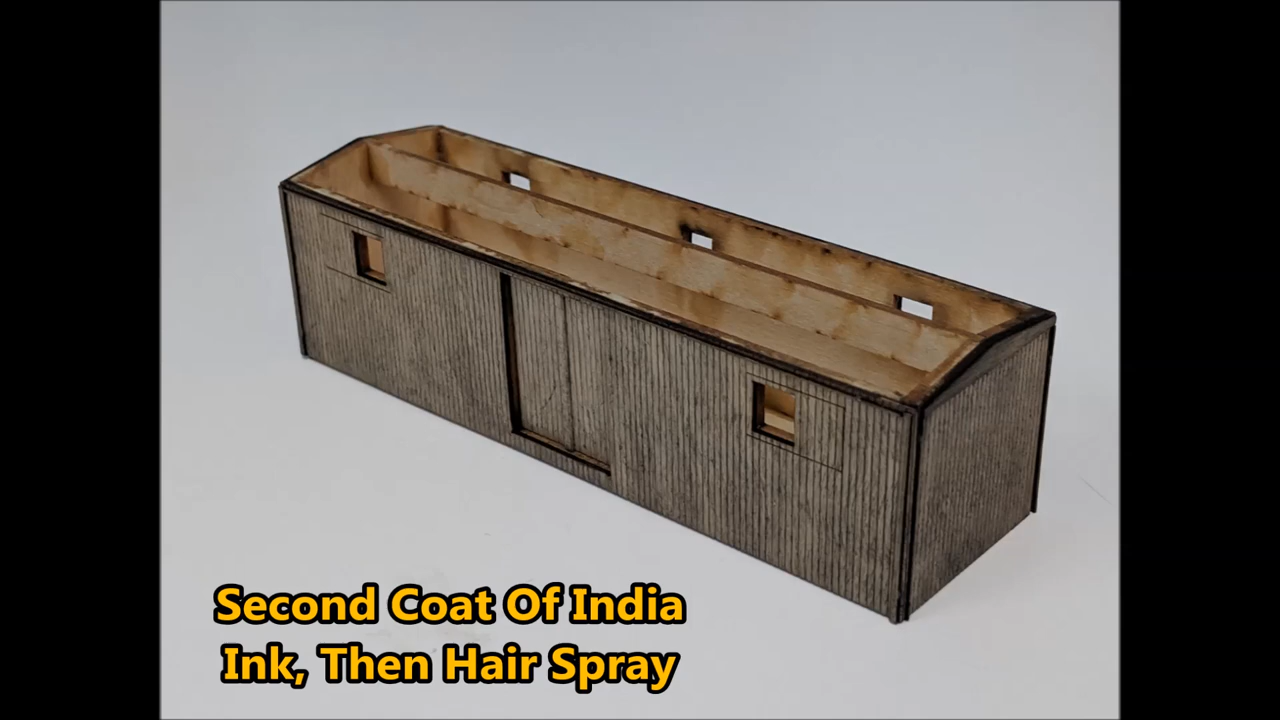 Second Coat Of India
Ink, Then Hair Spray